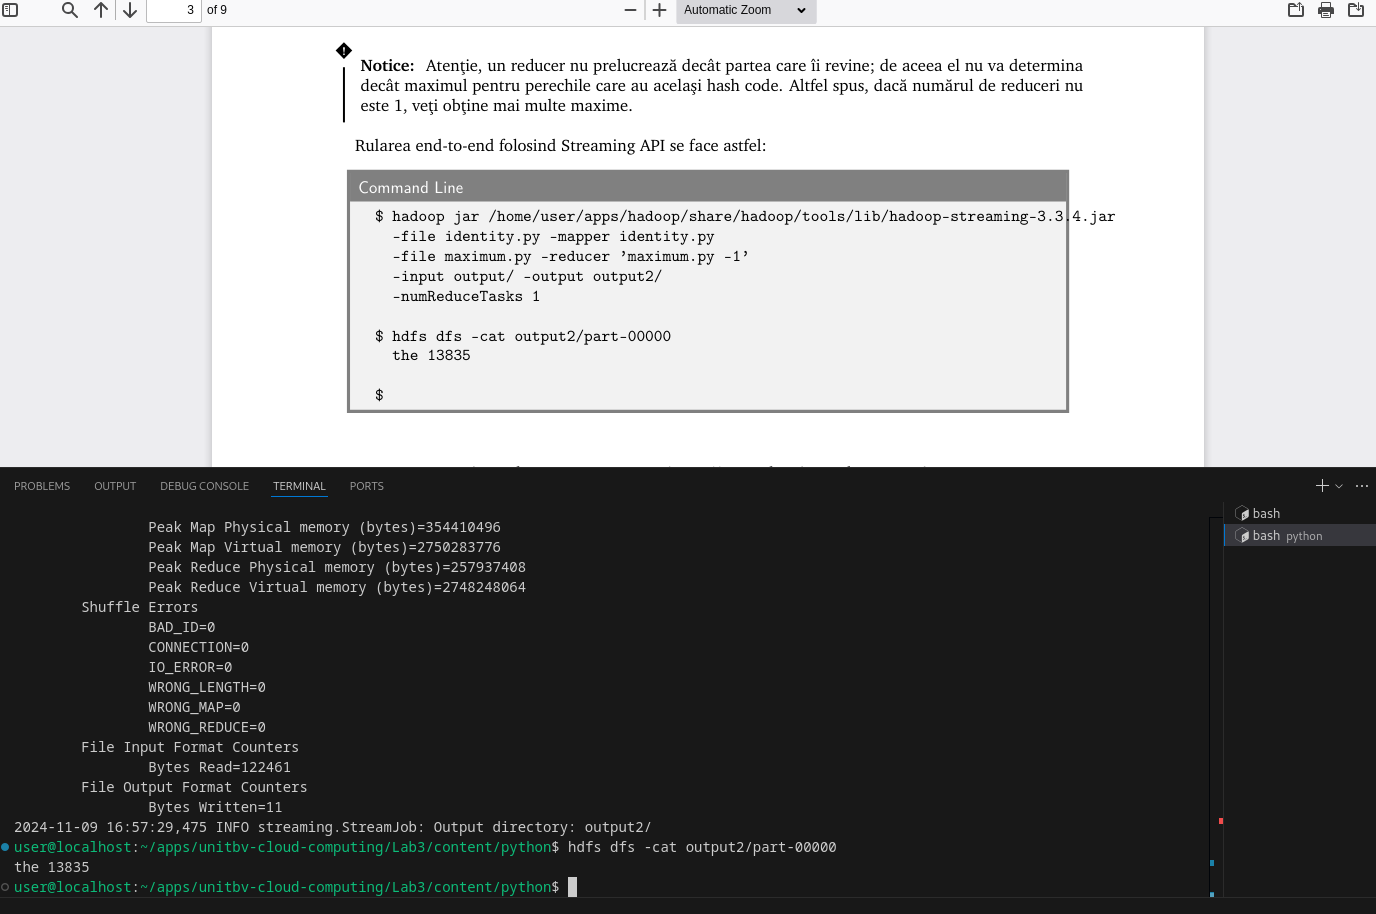 3 of 9
Automatic Zoom
Notice: Atenţie, un reducer nu prelucrează decât partea care îi revine; de aceea el nu va determina
decât maximul pentru perechile care au acelaşi hash code. Altfel spus, dacă numărul de reduceri nu
este 1, veţi obţine mai multe maxime.
Rularea end-to-end folosind Streaming API se face astfel:
Command Line
$ hadoop jar /home/user/apps/hadoop/share/hadoop/tools/lib/hadoop-streaming-3.3.4.jar
-file identity.py -mapper identity.py
-file maximum.py -reducer ’maximum.py -1’
-input output/ -output output2/
-numReduceTasks 1
$ hdfs dfs -cat output2/part-00000
the 13835
$
PROBLEMS OUTPUT DEBUG CONSOLE TERMINAL PORTS
bash
bash python
Peak Map Physical memory (bytes)=354410496
Peak Map Virtual memory (bytes)=2750283776
Peak Reduce Physical memory (bytes)=257937408
Peak Reduce Virtual memory (bytes)=2748248064
Shuffle Errors
BAD_ID=0
CONNECTION=0
IO_ERROR=0
WRONG_LENGTH=0
WRONG_MAP=0
WRONG_REDUCE=0
File Input Format Counters
Bytes Read=122461
File Output Format Counters
Bytes Written=11
2024-11-09 16:57:29,475 INFO streaming.StreamJob: Output directory: output2/
user@localhost:~/apps/unitbv-cloud-computing/Lab3/content/python$ hdfs dfs -cat output2/part-00000
the 13835
user@localhost:~/apps/unitbv-cloud-computing/Lab3/content/python$